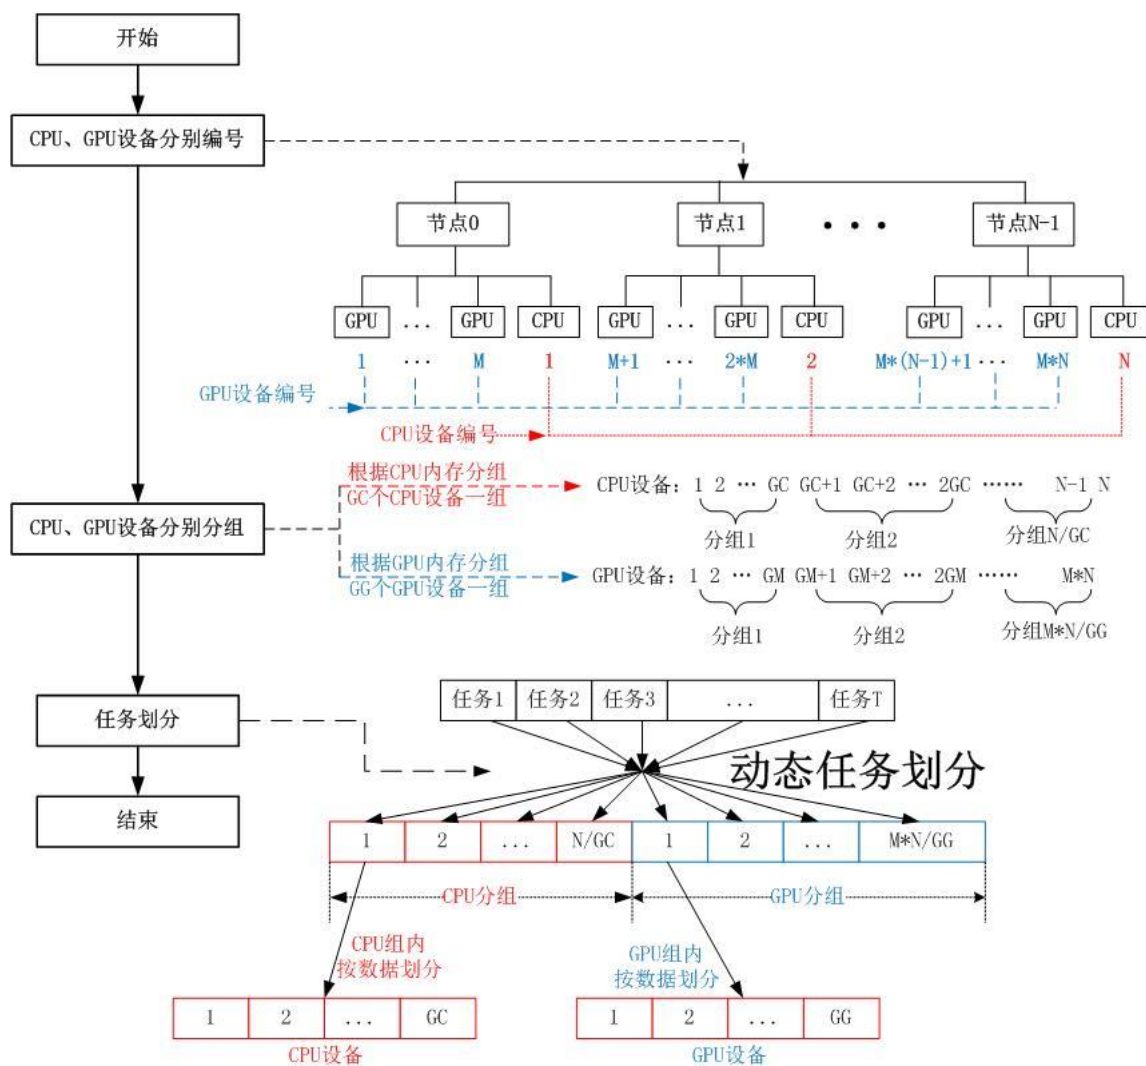 开始
CPU、GPU设备分别编号
节点0 节点1 • • • 节点N-1
GPU ... GPU CPU GPU ... GPU CPU GPU ... GPU CPU
1 ... M 1 M+1 ... 2*M 2 M*(N-1)+1 ... M*N N
GPU设备编号
CPU设备编号
根据CPU内存分组
GC个CPU设备一组
CPU设备: 1 2 … GC GC+1 GC+2 … 2GC …… N-1 N
分组1 分组2 分组N/GC
CPU、GPU设备分别分组
根据GPU内存分组
GG个GPU设备一组
GPU设备: 1 2 … GM GM+1 GM+2 … 2GM …… M*N
分组1 分组2 分组M*N/GG
任务1 任务2 任务3 ... 任务T
任务划分
动态任务划分
结束
1 2 ... N/GC 1 2 ... M*N/GG
CPU分组 GPU分组
CPU组内
按数据划分
GPU组内
按数据划分
1 2 ... GC 1 2 ... GG
CPU设备 GPU设备